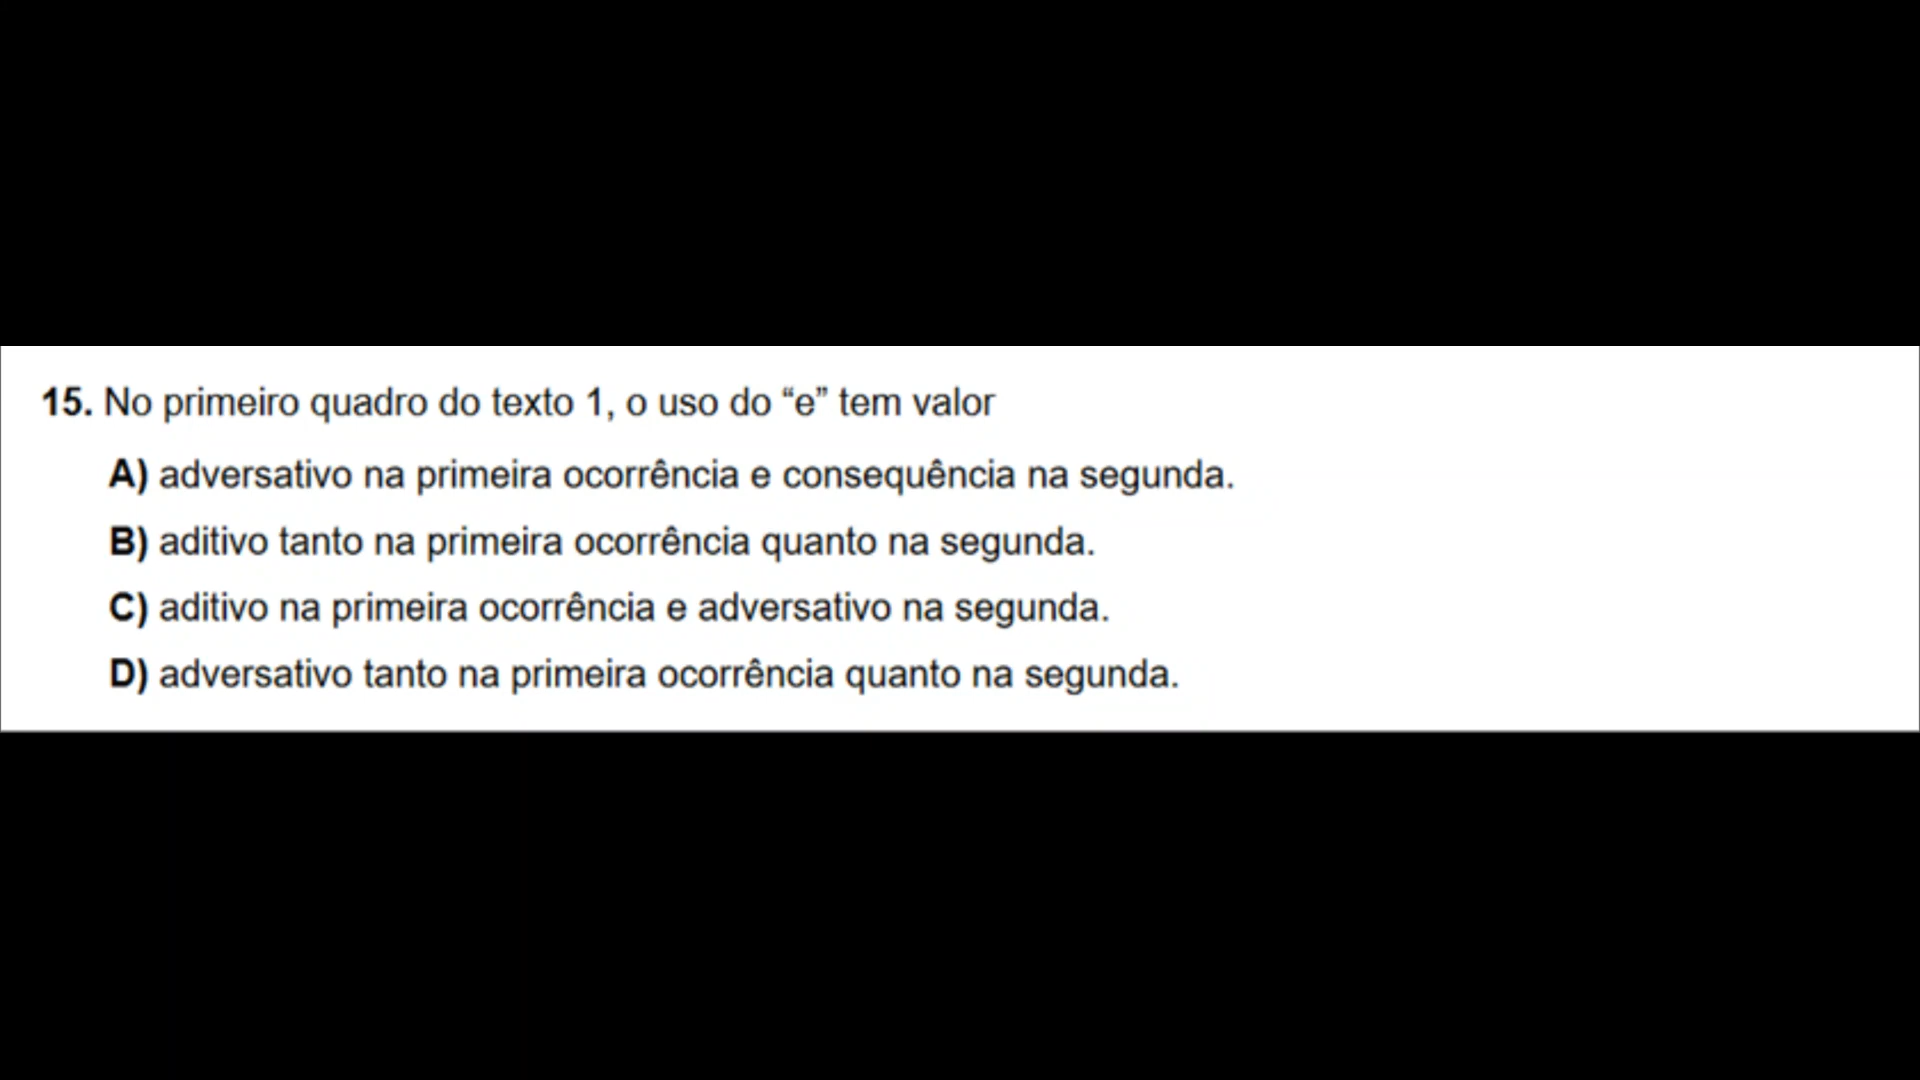 15. No primeiro quadro do texto 1, o uso do “e” tem valor
A) adversativo na primeira ocorrência e consequência na segunda.
B) aditivo tanto na primeira ocorrência quanto na segunda.
C) aditivo na primeira ocorrência e adversativo na segunda.
D) adversativo tanto na primeira ocorrência quanto na segunda.